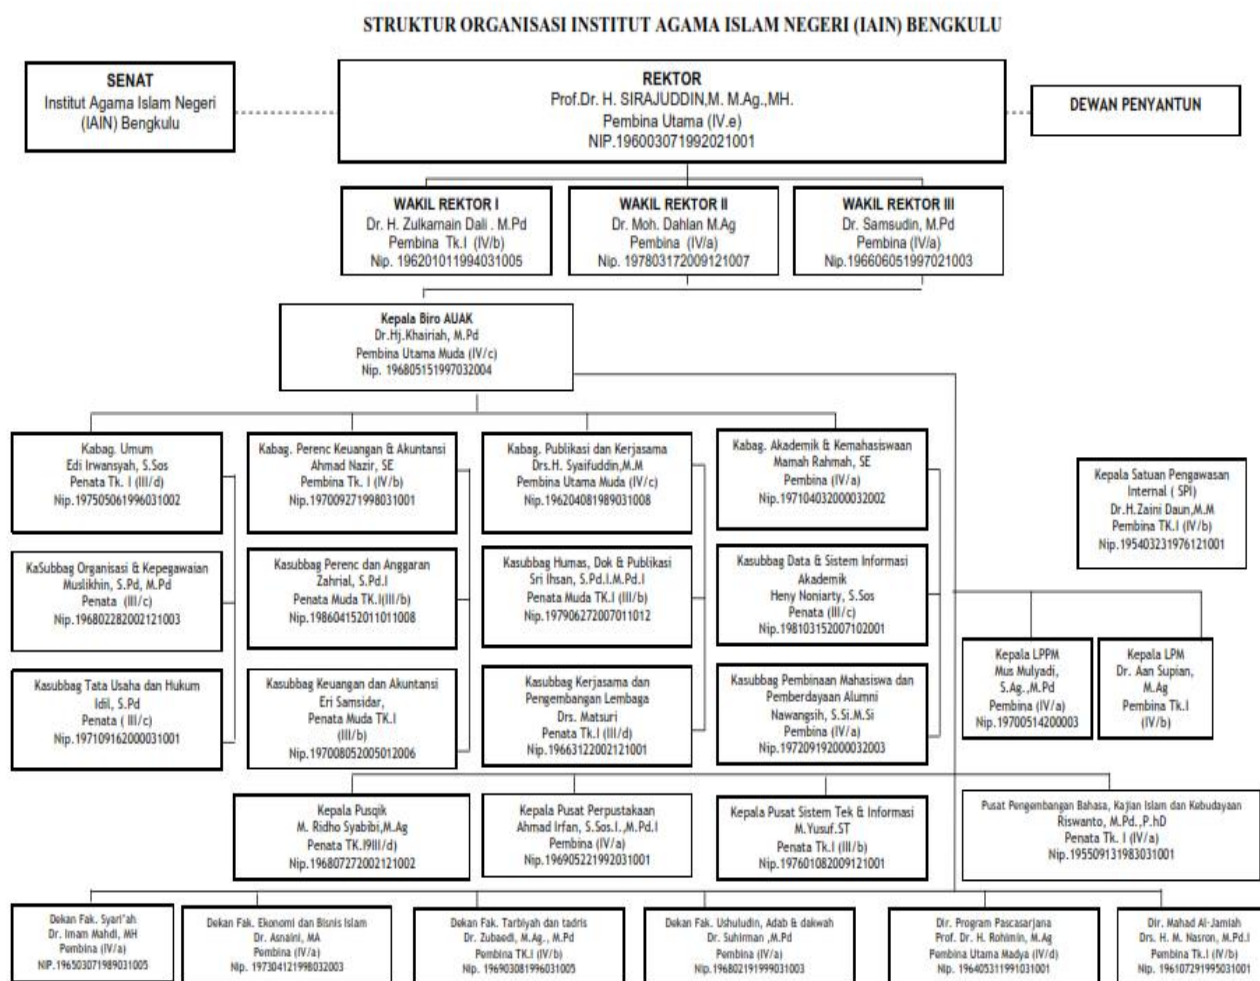 STRUKTUR ORGANISASI INSTITUT AGAMA ISLAM NEGERI (IAIN) BENGKULU
SENAT
Institut Agama Islam Negeri
(IAIN) Bengkulu
REKTOR
Prof.Dr. H. SIRAJUDDIN,M. M.Ag.,MH.
Pembina Utama (IV.e)
NIP.196003071992021001
DEWAN PENYANTUN
WAKIL REKTOR I
Dr. H. Zulkarnain Dali . M.Pd
Pembina Tk.I (IV/b)
Nip. 196201011994031005
WAKIL REKTOR II
Dr. Moh. Dahlan M.Ag
Pembina (IV/a)
Nip. 197803172009121007
WAKIL REKTOR III
Dr. Samsudin, M.Pd
Pembina (IV/a)
Nip. 196606051997021003
Kepala Biro AUAK
Dr.Hj.Khairiah, M.Pd
Pembina Utama Muda (IV/c)
Nip. 196805151997032004
Kabag. Umum
Edi Irwansyah, S.Sos
Penata Tk. I (III/d)
Nip.197505061996031002
Kabag. Perenc Keuangan & Akuntansi
Ahmad Nazir, SE
Pembina Tk. I (IV/b)
Nip.197009271998031001
Kabag. Publikasi dan Kerjasama
Drs.H. Syaifuddin,M.M
Pembina Utama Muda (IV/c)
Nip.196204081989031008
Kabag. Akademik & Kemahasiswaan
Mamah Rahmah, SE
Pembina (IV/a)
Nip.197104032000032002
Kepala Satuan Pengawasan
Internal ( SPI)
Dr.H.Zaini Daun,M.M
Pembina TK.I (IV/b)
Nip.195403231976121001
KaSubbag Organisasi & Kepegawaian
Muslikhin, S.Pd, M.Pd
Penata (III/c)
Nip.196802282002121003
Kasubbag Perenc dan Anggaran
Zahrial, S.Pd.I
Penata Muda TK.I(III/b)
Nip.198604152011011008
Kasubbag Humas, Dok & Publikasi
Sri Ihsan, S.Pd.I.M.Pd.I
Penata Muda TK.I (III/b)
Nip.197906272007011012
Kasubbag Data & Sistem Informasi
Akademik
Heny Noniarty, S.Sos
Penata (III/c)
Nip.198103152007102001
Kepala LPPM
Mus Mulyadi,
S.Ag.,M.Pd
Pembina (IV/a)
Nip.19700514200003
Kepala LPM
Dr. Aan Supian,
M.Ag
Pembina Tk.I
(IV/b)
Kasubbag Tata Usaha dan Hukum
Idil, S.Pd
Penata ( III/c)
Nip.197109162000031001
Kasubbag Keuangan dan Akuntansi
Eri Samsidar,
Penata Muda TK.I
(III/b)
Nip.197008052005012006
Kasubbag Kerjasama dan
Pengembangan Lembaga
Drs. Matsuri
Penata Tk.I (III/d)
Nip.19663122002121001
Kasubbag Pembinaan Mahasiswa dan
Pemberdayaan Alumni
Nawangsih, S.Si.M.Si
Pembina (IV/a)
Nip.197209192000032003
Kepala Pusqik
M. Ridho Syabibi,M.Ag
Penata TK.I9III/d)
Nip.196807272002121002
Kepala Pusat Perpustakaan
Ahmad Irfan, S.Sos.I.,M.Pd.I
Pembina (IV/a)
Nip.196905221992031001
Kepala Pusat Sistem Tek & Informasi
M.Yusuf.ST
Penata Tk.I (III/b)
Nip.197601082009121001
Pusat Pengembangan Bahasa, Kajian Islam dan Kebudayaan
Riswanto, M.Pd.,P.hD
Penata Tk. I (IV/a)
Nip.195509131983031001
Dekan Fak. Syari'ah
Dr. Imam Mahdi, MH
Pembina (IV/a)
NIP.196503071989031005
Dekan Fak. Ekonomi dan Bisnis Islam
Dr. Asnaini, MA
Pembina (IV/a)
Nip. 197304121998032003
Dekan Fak. Tarbiyah dan tadris
Dr. Zubaedi, M.Ag., M.Pd
Pembina TK.I (IV/b)
Nip. 196903081996031005
Dekan Fak. Ushuludin, Adab & dakwah
Dr. Suhirman ,M.Pd
Pembina (IV/a)
Nip. 196802191999031003
Dir. Program Pascasarjana
Prof. Dr. H. Rohimin, M.Ag
Pembina Utama Madya (IV/d)
Nip. 196405311991031001
Dir. Mahad Al-Jamiah
Drs. H. M. Nasron, M.Pd.I
Pembina Tk.I (IV/b)
Nip. 196107291995031001